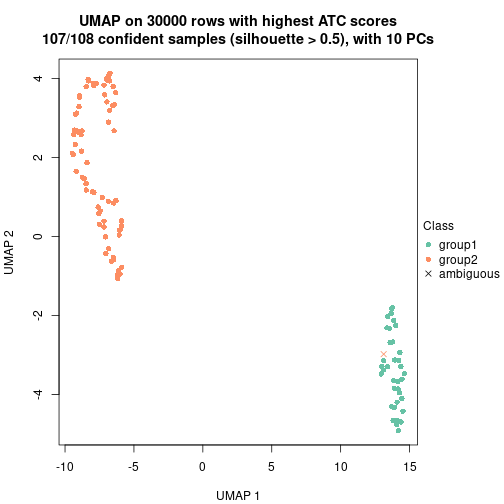 UMAP on 30000 rows with highest ATC scores
107/108 confident samples (silhouette > 0.5), with 10 PCs
4
2
0
-2
-4
UMAP 2
-10
-5
0
5
10
15
UMAP 1
Class
group1
group2
ambiguous